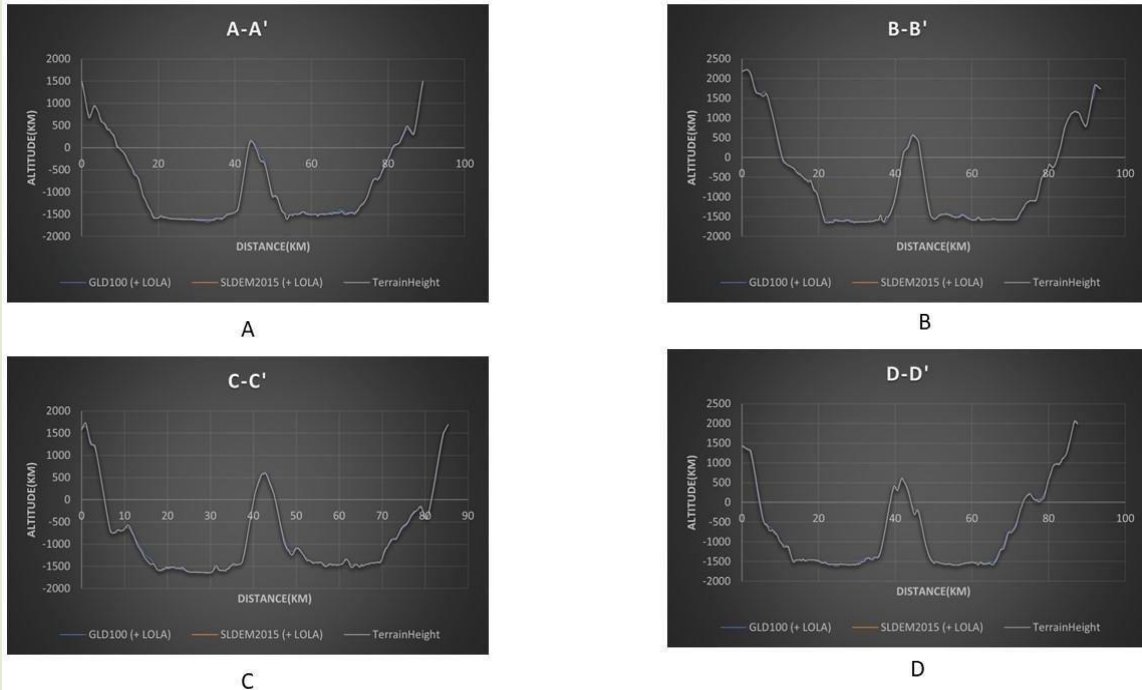 A-A'
2000
1500
1000
500
0
-500
-1000
-1500
-2000
0 20 40 60 80 100
ALTITUDE(KM)
DISTANCE(KM)
GLD100 (+ LOLA) SLDEM2015 (+ LOLA) TerrainHeight
A
B-B'
2500
2000
1500
1000
500
0
-500
-1000
-1500
-2000
0 20 40 60 80 100
ALTITUDE(KM)
DISTANCE(KM)
GLD100 (+ LOLA) SLDEM2015 (+ LOLA) TerrainHeight
B
C-C'
2000
1500
1000
500
0
-500
-1000
-1500
-2000
0 10 20 30 40 50 60 70 80 90
ALTITUDE(KM)
DISTANCE(KM)
GLD100 (+ LOLA) SLDEM2015 (+ LOLA) TerrainHeight
C
D-D'
2500
2000
1500
1000
500
0
-500
-1000
-1500
-2000
0 20 40 60 80 100
ALTITUDE(KM)
DISTANCE(KM)
GLD100 (+ LOLA) SLDEM2015 (+ LOLA) TerrainHeight
D